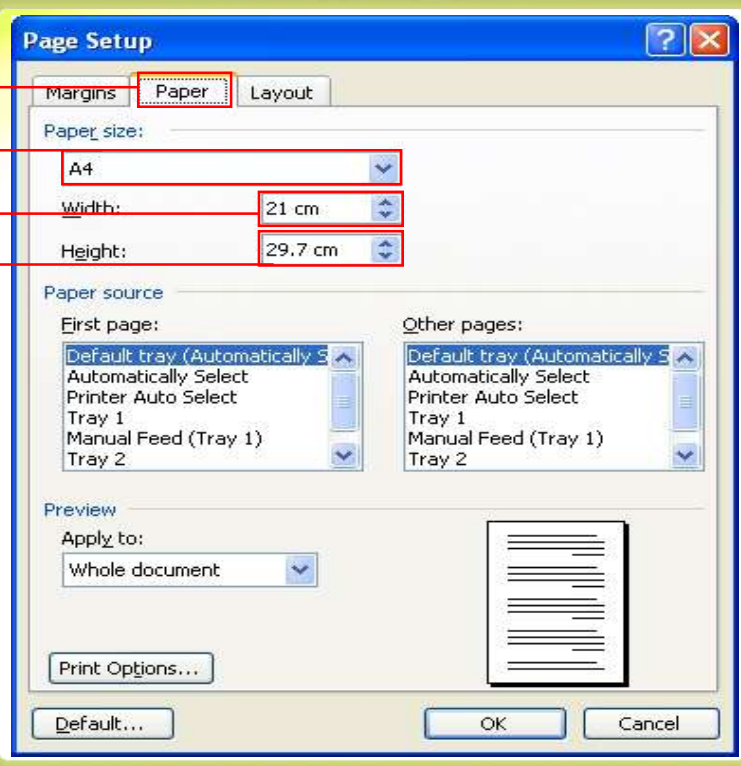 Page Setup
Margins Paper Layout
Paper size:
A4
Width: 21 cm
Height: 29.7 cm
Paper source
First page: Other pages:
Default tray (Automatically S Default tray (Automatically S
Automatically Select Automatically Select
Printer Auto Select Printer Auto Select
Tray 1 Tray 1
Manual Feed (Tray 1) Manual Feed (Tray 1)
Tray 2 Tray 2
Preview
Apply to:
Whole document
Print Options...
Default... OK Cancel